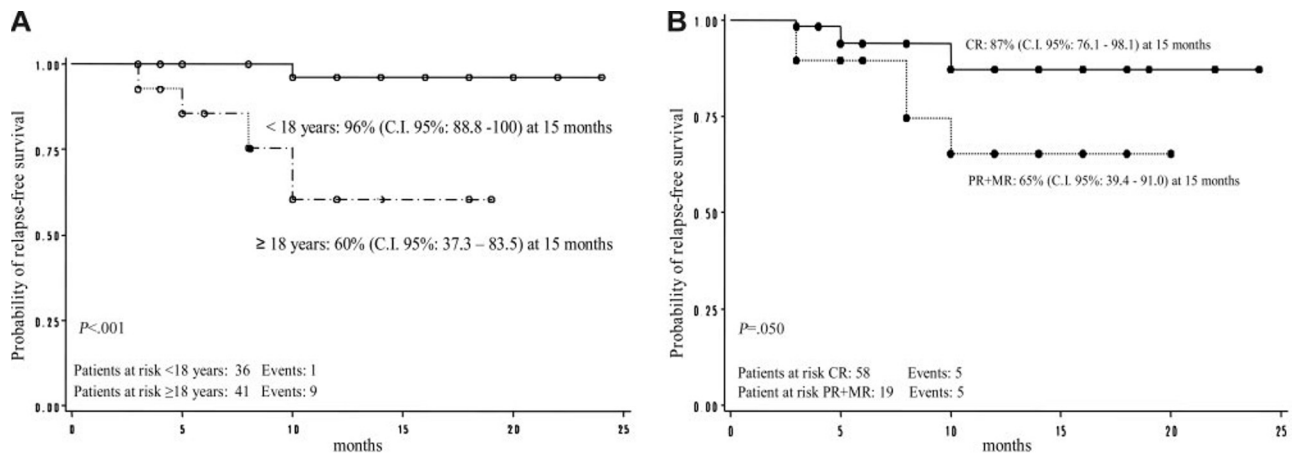 A
Probability of relapse-free survival
1.00
0.75
0.50
0.25
0.00
< 18 years: 96% (C.I. 95%: 88.8 -100) at 15 months
≥ 18 years: 60% (C.I. 95%: 37.3 – 83.5) at 15 months
P<.001
Patients at risk <18 years: 36 Events: 1
Patients at risk ≥18 years: 41 Events: 9
0 5 10 15 20 25
months
B
Probability of relapse-free survival
1.00
0.75
0.50
0.25
0.00
CR: 87% (C.I. 95%: 76.1 - 98.1) at 15 months
PR+MR: 65% (C.I. 95%: 39.4 - 91.0) at 15 months
P=.050
Patients at risk CR: 58 Events: 5
Patient at risk PR+MR: 19 Events: 5
0 5 10 15 20 25
months